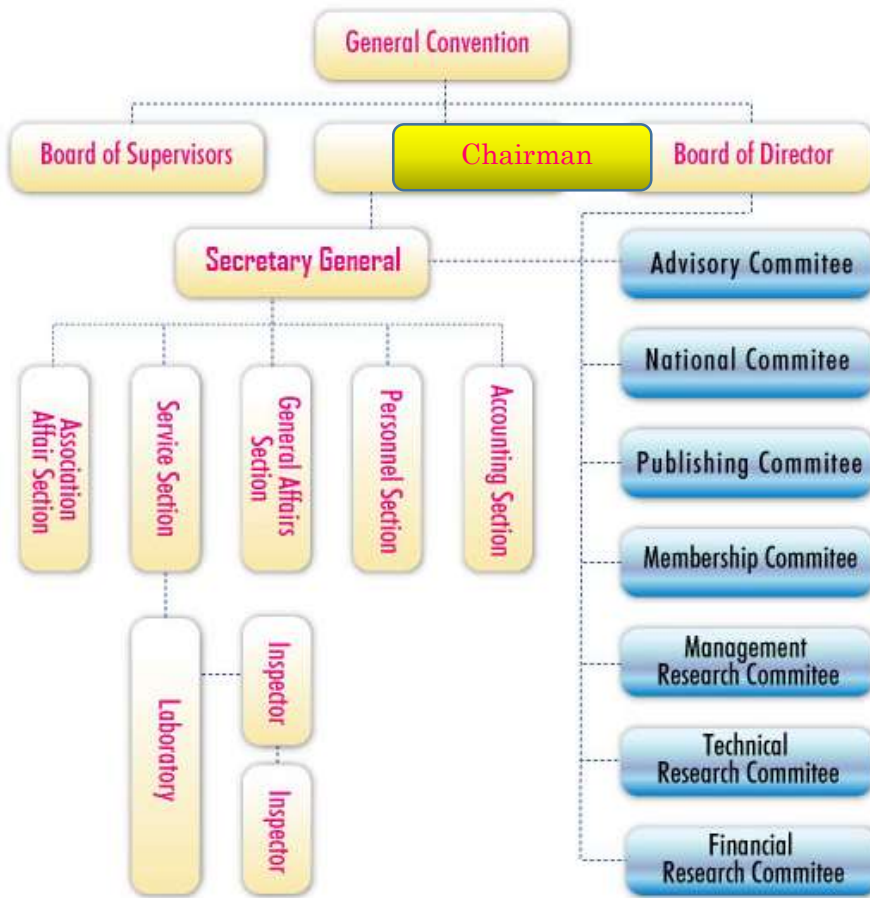 General Convention
Board of Supervisors
Chairman
Board of Director
Secretary General
Advisory Commitee
National Commitee
Publishing Commitee
Membership Commitee
Management
Research Commitee
Technical
Research Commitee
Financial
Research Commitee
Association
Affair Section
Service Section
General Affairs
Section
Personnel Section
Accounting Section
Laboratory
Inspector
Inspector